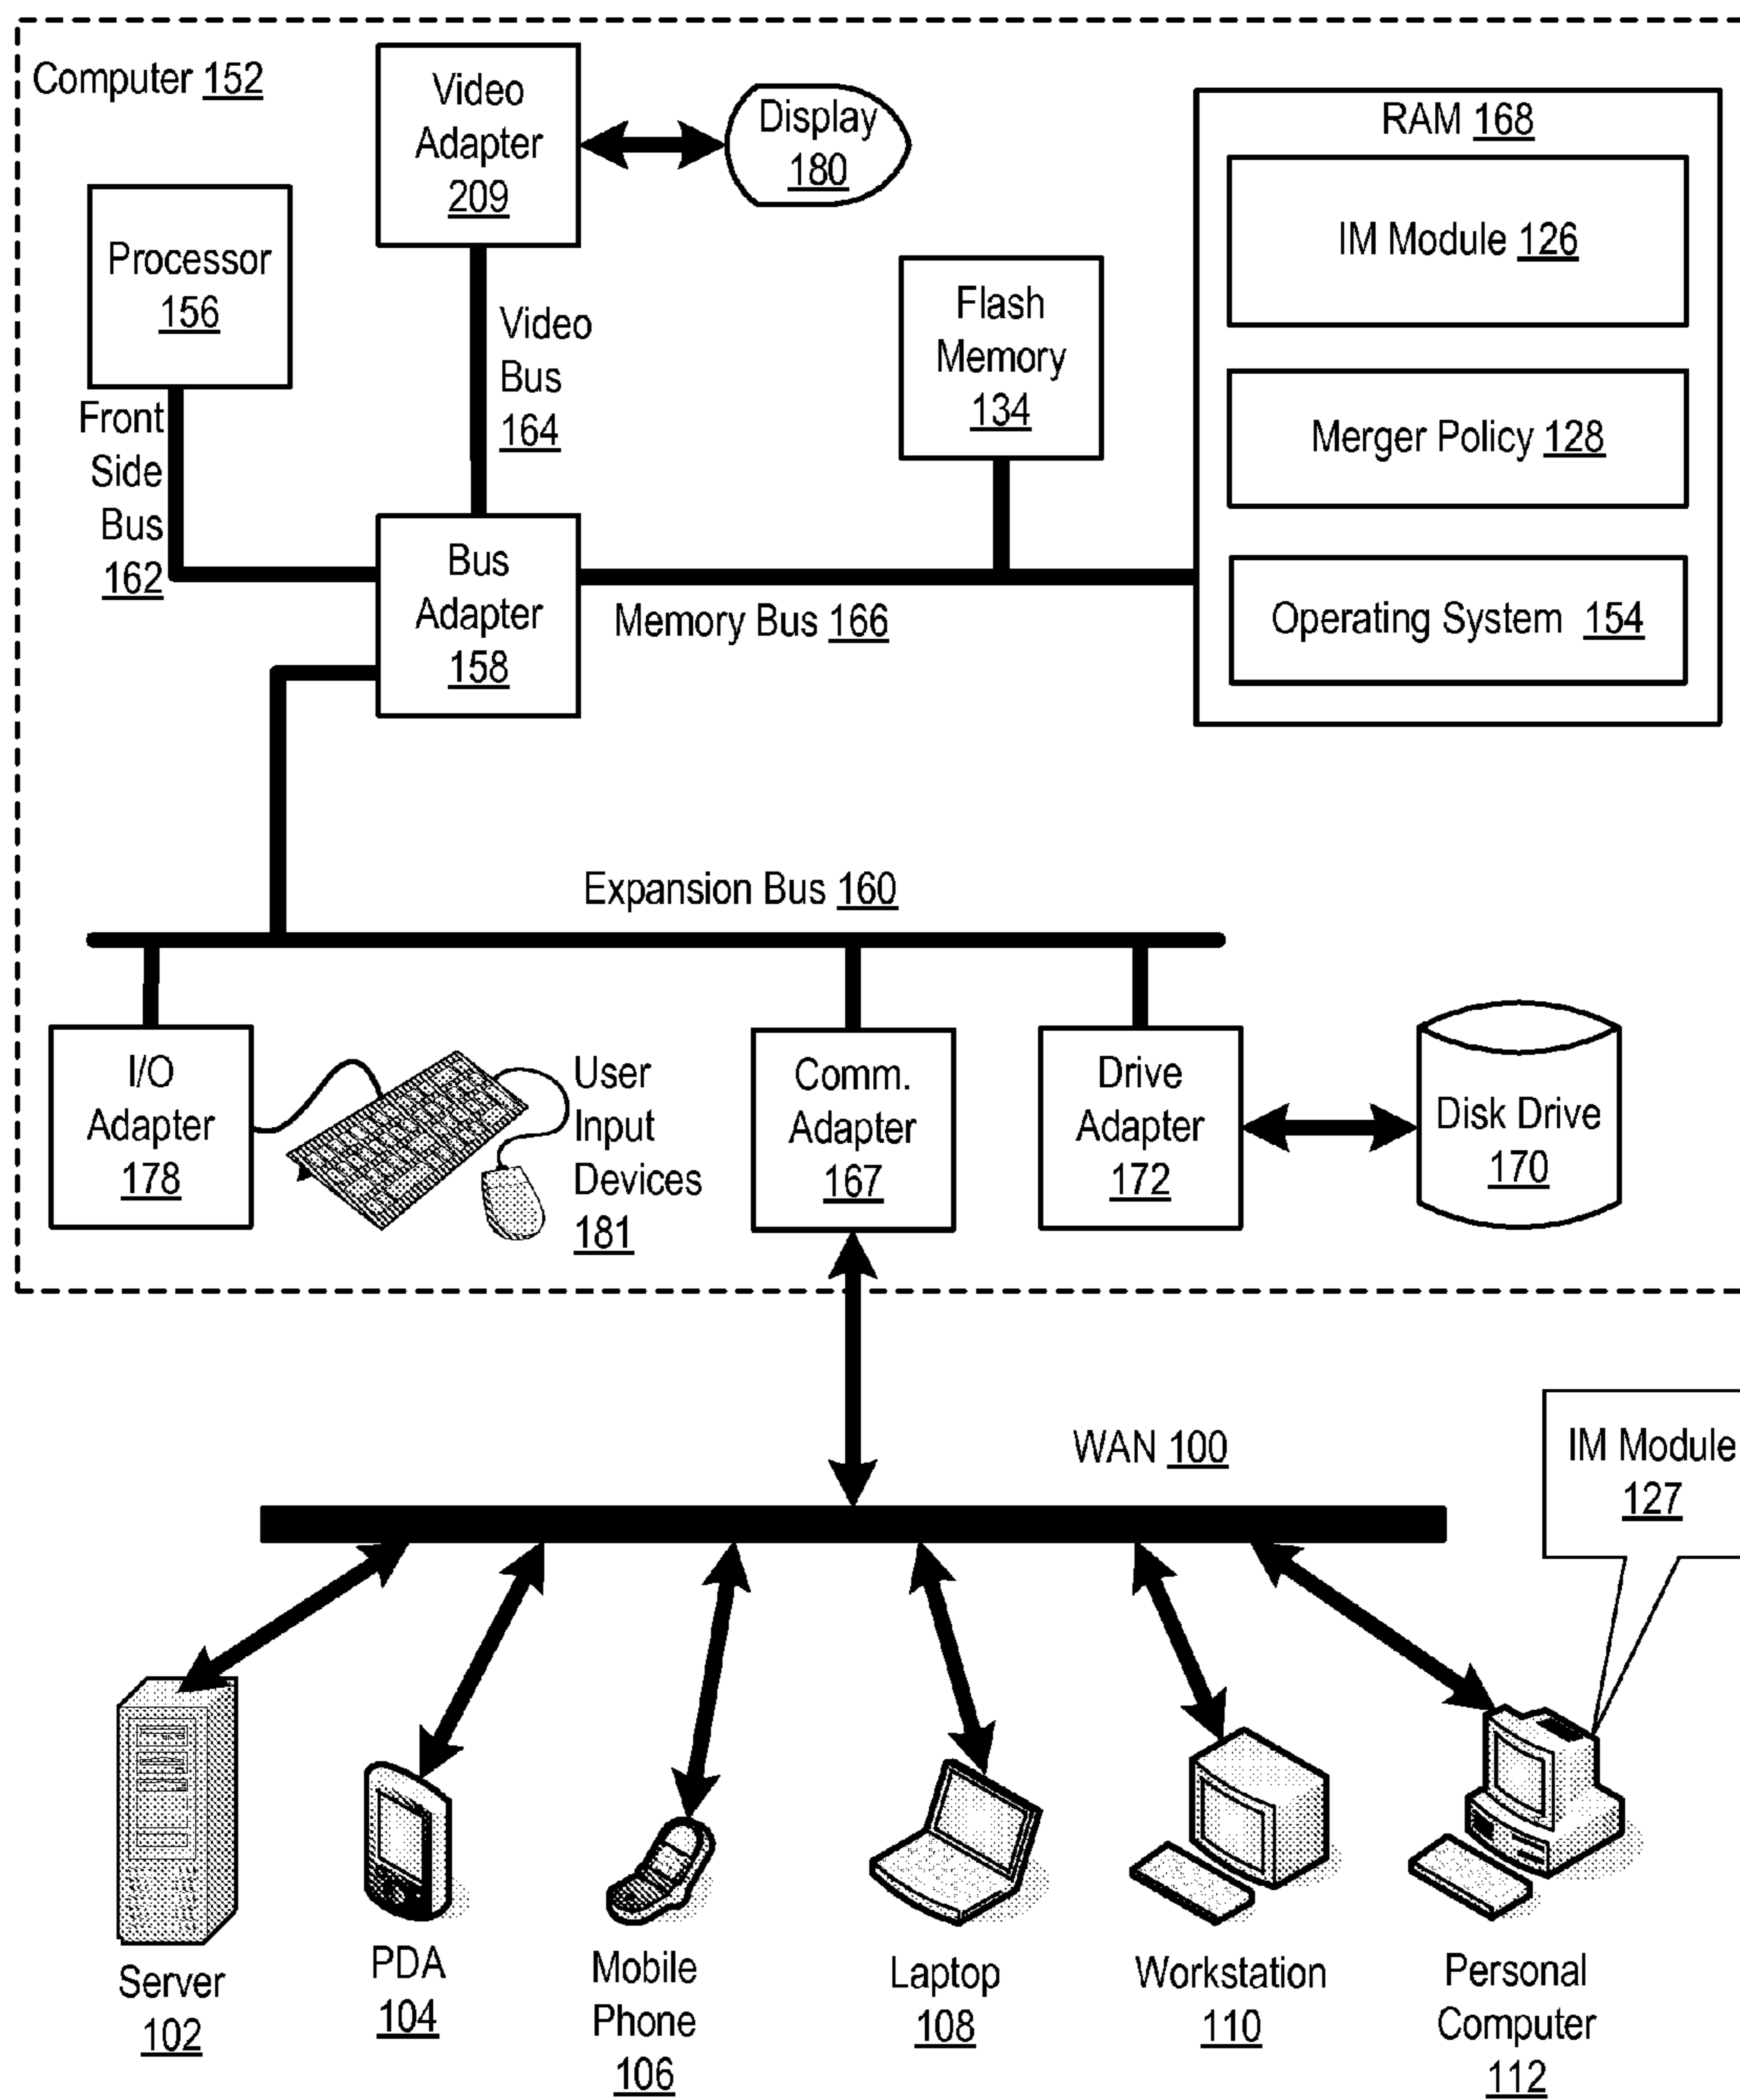 Computer 152
Video
Adapter
209
Display
180
RAM 168
IM Module 126
Merger Policy 128
Operating System 154
Processor
156
Video
Bus
164
Flash
Memory
134
Front
Side
Bus
162
Bus
Adapter
158
Memory Bus 166
Expansion Bus 160
I/O
Adapter
178
User
Input
Devices
181
Comm.
Adapter
167
Drive
Adapter
172
Disk Drive
170
WAN 100
IM Module
127
Server
102
PDA
104
Mobile
Phone
106
Laptop
108
Workstation
110
Personal
Computer
112